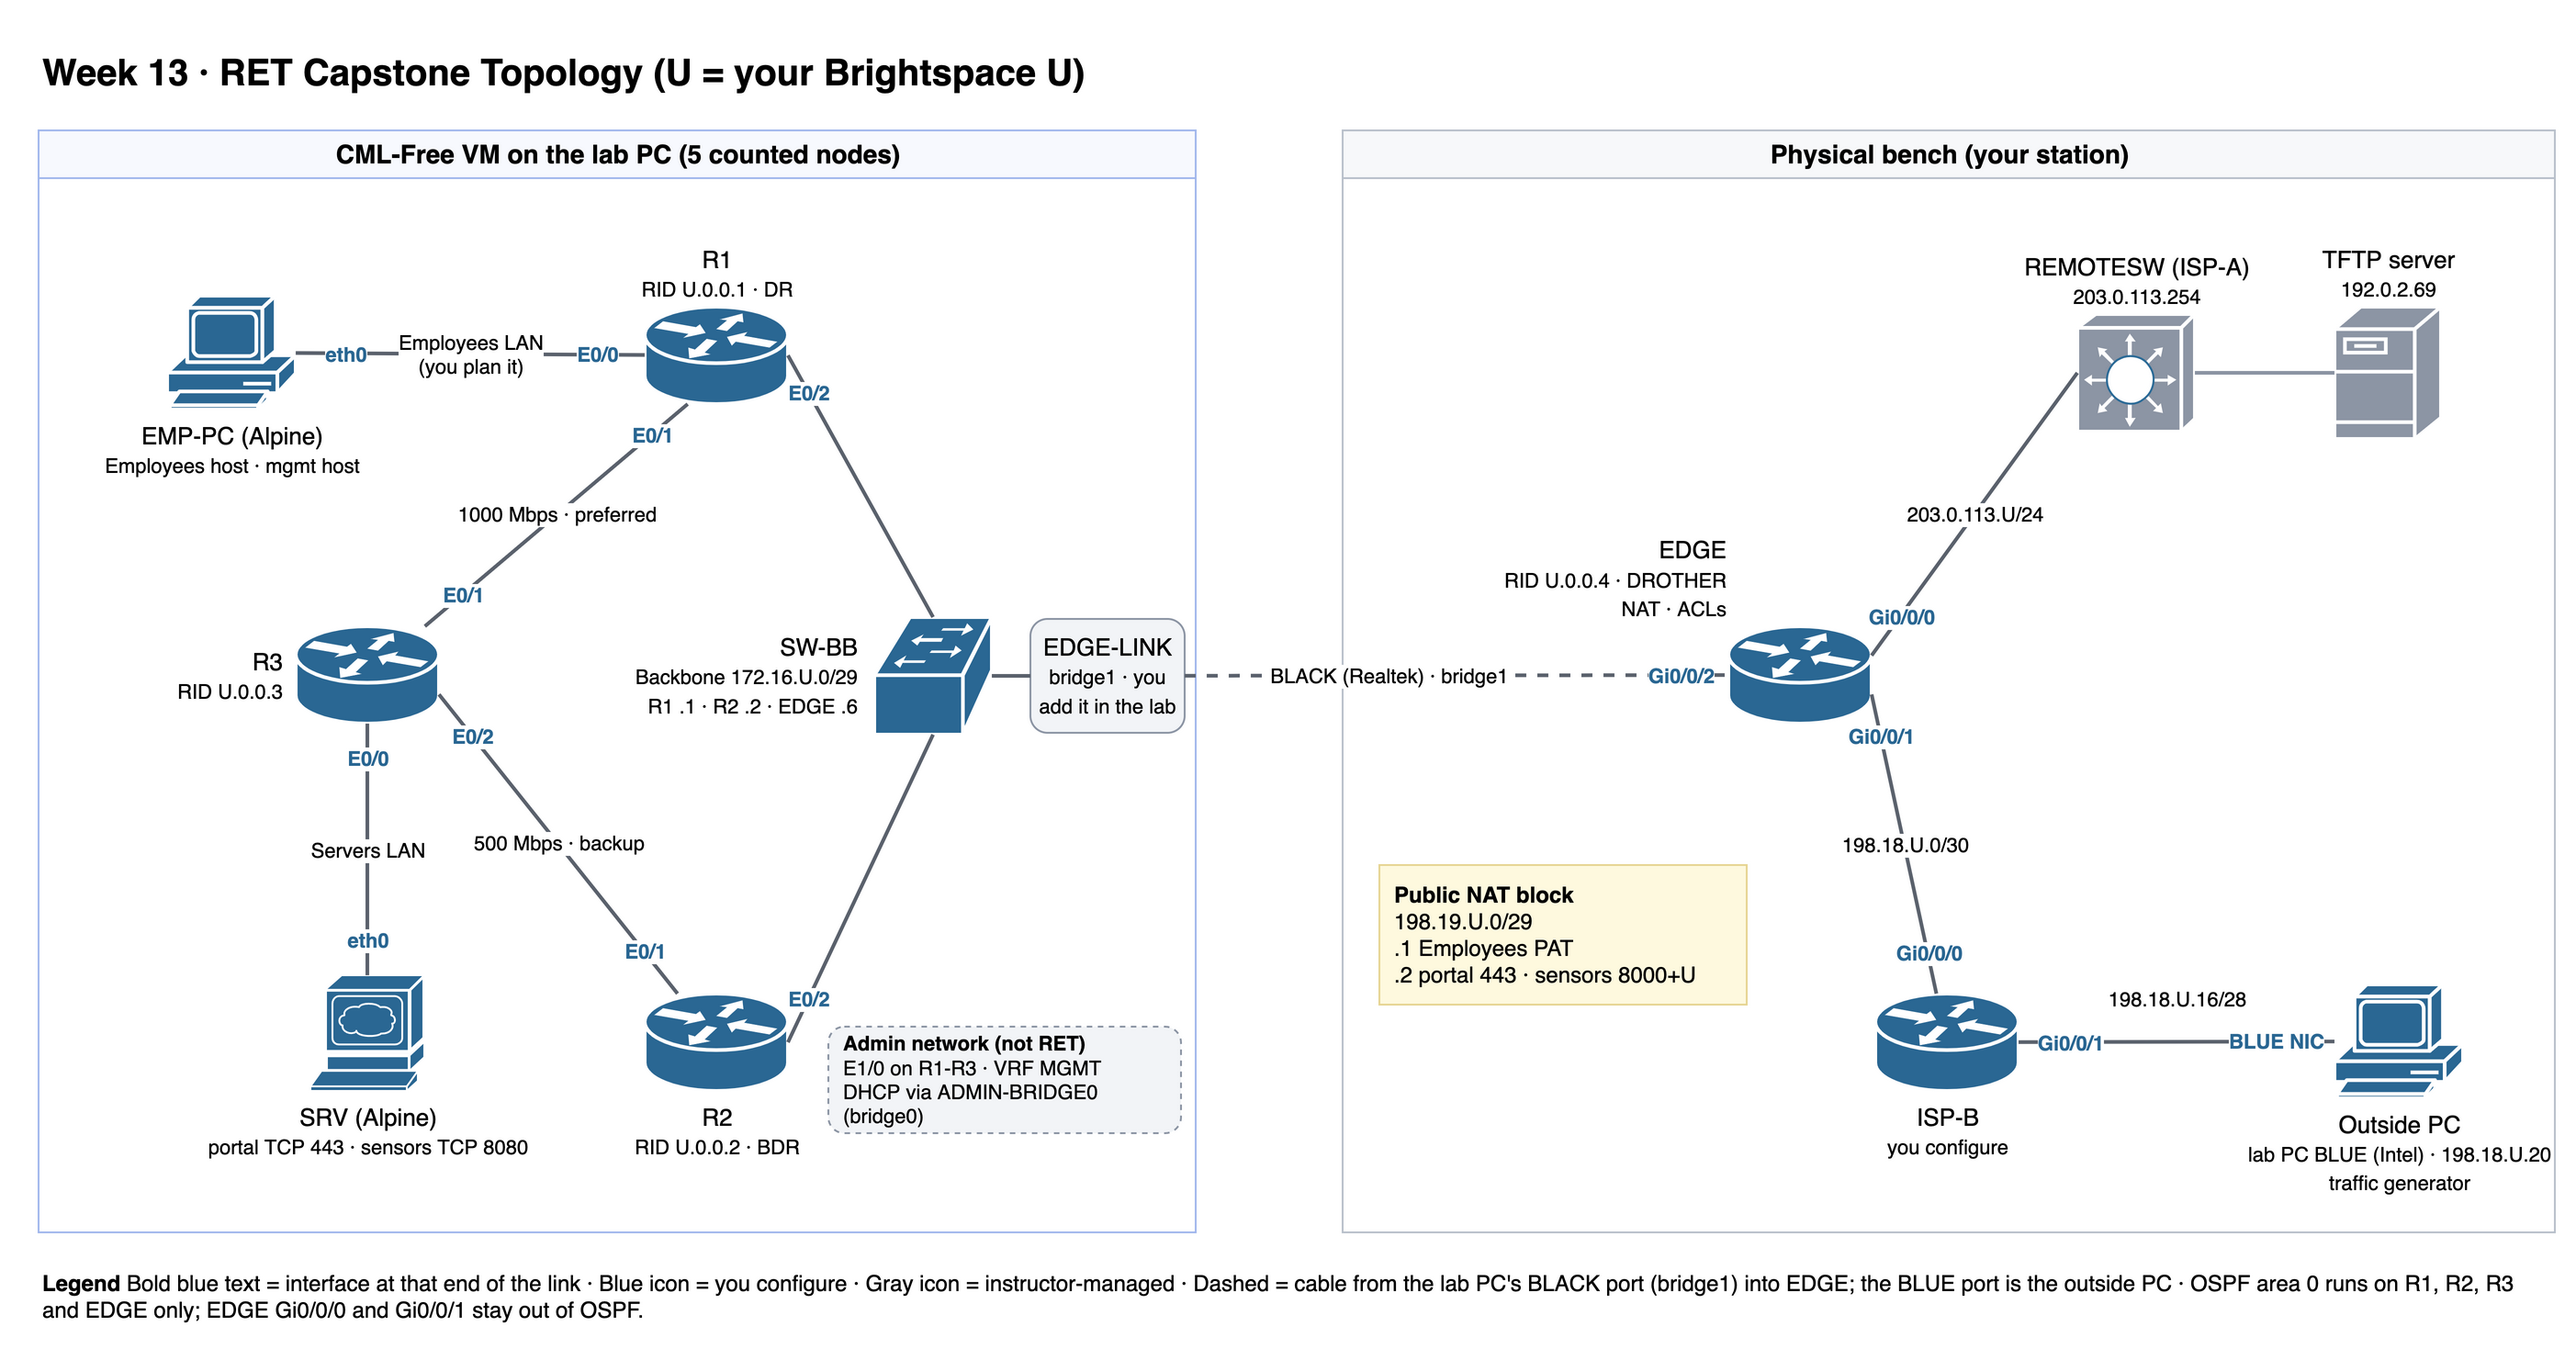 Week 13 · RET Capstone Topology (U = your Brightspace U)
CML-Free VM on the lab PC (5 counted nodes)
R1
RID U.0.0.1 · DR
eth0
Employees LAN
(you plan it)
E0/0
E0/2
E0/1
EMP-PC (Alpine)
Employees host · mgmt host
1000 Mbps · preferred
E0/1
R3
RID U.0.0.3
SW-BB
Backbone 172.16.U.0/29
R1 .1 · R2 .2 · EDGE .6
EDGE-LINK
bridge1 · you
add it in the lab
E0/0
E0/2
Servers LAN
500 Mbps · backup
eth0
E0/1
E0/2
SRV (Alpine)
portal TCP 443 · sensors TCP 8080
R2
RID U.0.0.2 · BDR
Admin network (not RET)
E1/0 on R1-R3 · VRF MGMT
DHCP via ADMIN-BRIDGE0
(bridge0)
BLACK (Realtek) · bridge1
Physical bench (your station)
REMOTESW (ISP-A)
203.0.113.254
TFTP server
192.0.2.69
203.0.113.U/24
EDGE
RID U.0.0.4 · DROTHER
NAT · ACLs
Gi0/0/0
Gi0/0/2
Gi0/0/1
198.18.U.0/30
Public NAT block
198.19.U.0/29
.1 Employees PAT
.2 portal 443 · sensors 8000+U
Gi0/0/0
198.18.U.16/28
Gi0/0/1
BLUE NIC
ISP-B
you configure
Outside PC
lab PC BLUE (Intel) · 198.18.U.20
traffic generator
Legend Bold blue text = interface at that end of the link · Blue icon = you configure · Gray icon = instructor-managed · Dashed = cable from the lab PC's BLACK port (bridge1) into EDGE; the BLUE port is the outside PC · OSPF area 0 runs on R1, R2, R3
and EDGE only; EDGE Gi0/0/0 and Gi0/0/1 stay out of OSPF.